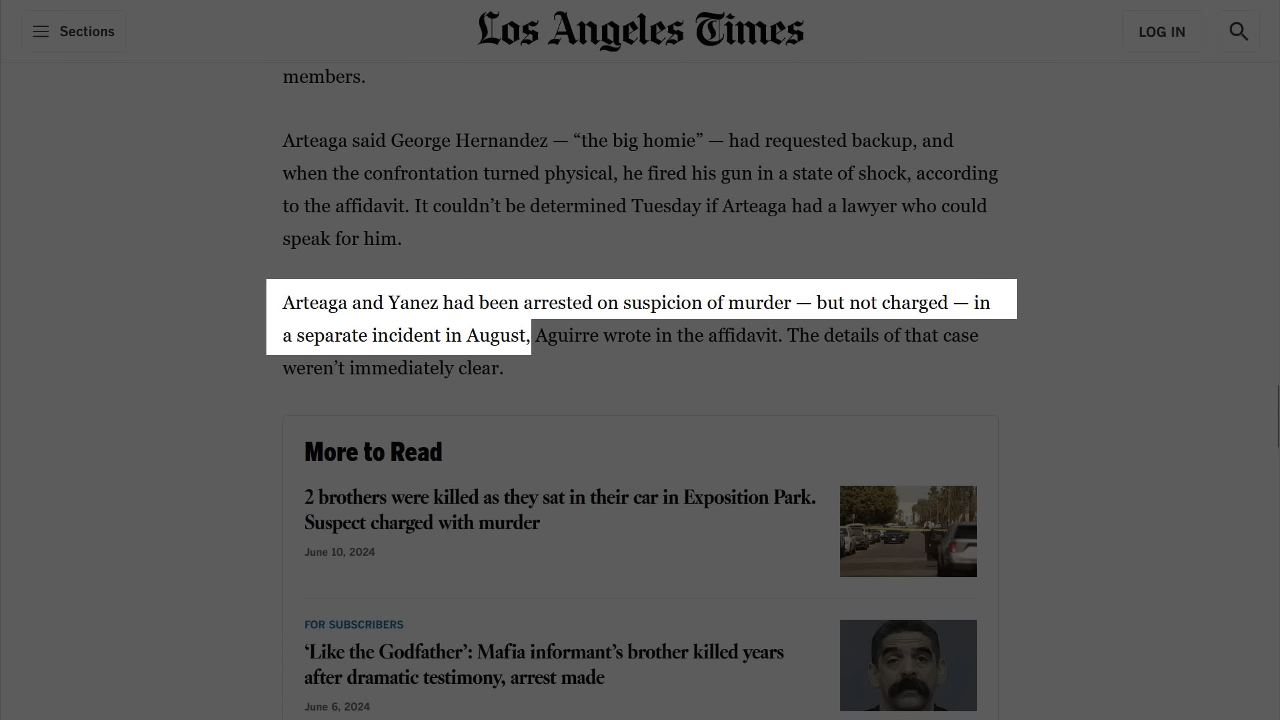 Sections
Los Angeles Times
LOG IN
members.
Arteaga said George Hernandez — “the big homie” — had requested backup, and
when the confrontation turned physical, he fired his gun in a state of shock, according
to the affidavit. It couldn’t be determined Tuesday if Arteaga had a lawyer who could
speak for him.
Arteaga and Yanez had been arrested on suspicion of murder — but not charged — in
a separate incident in August, Aguirre wrote in the affidavit. The details of that case
weren’t immediately clear.
More to Read
2 brothers were killed as they sat in their car in Exposition Park.
Suspect charged with murder
June 10, 2024
FOR SUBSCRIBERS
‘Like the Godfather’: Mafia informant’s brother killed years
after dramatic testimony, arrest made
June 6, 2024